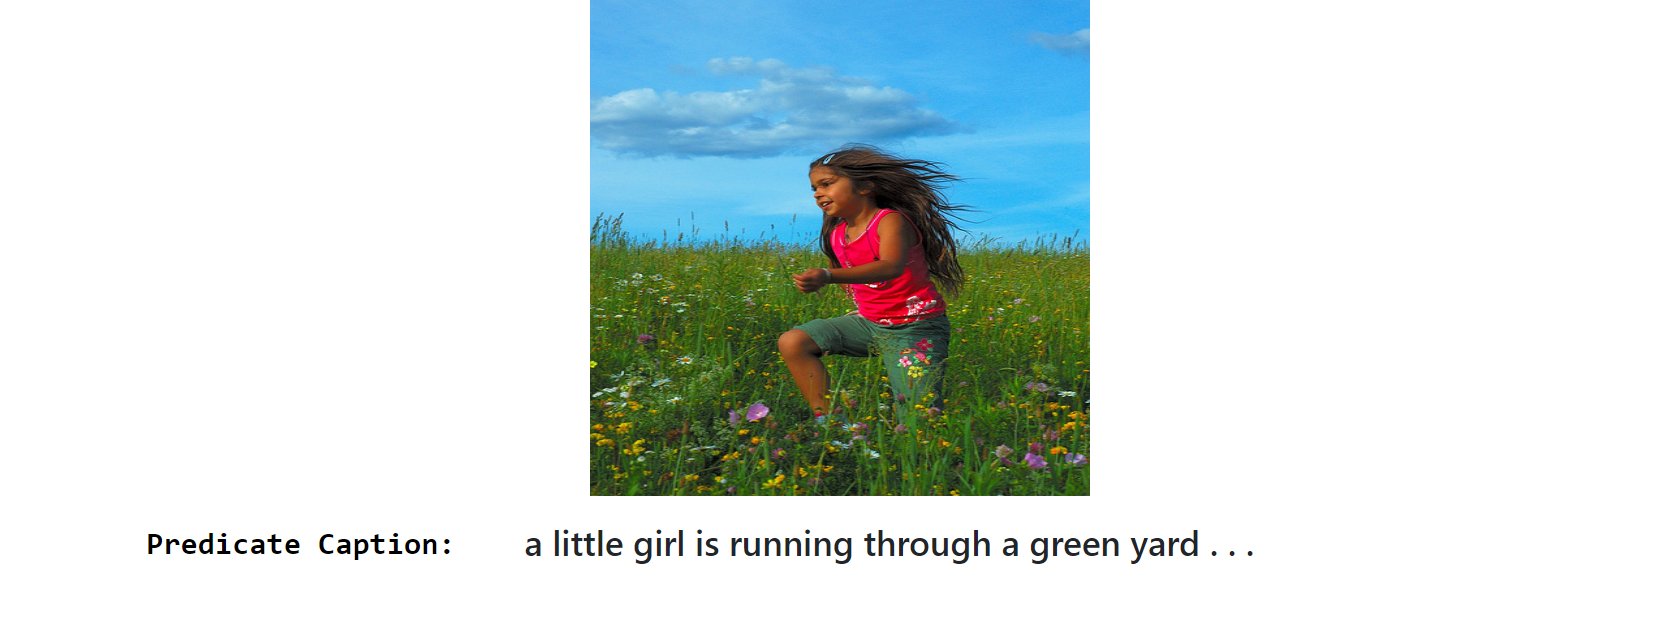 Predicate Caption: a little girl is running through a green yard . . .